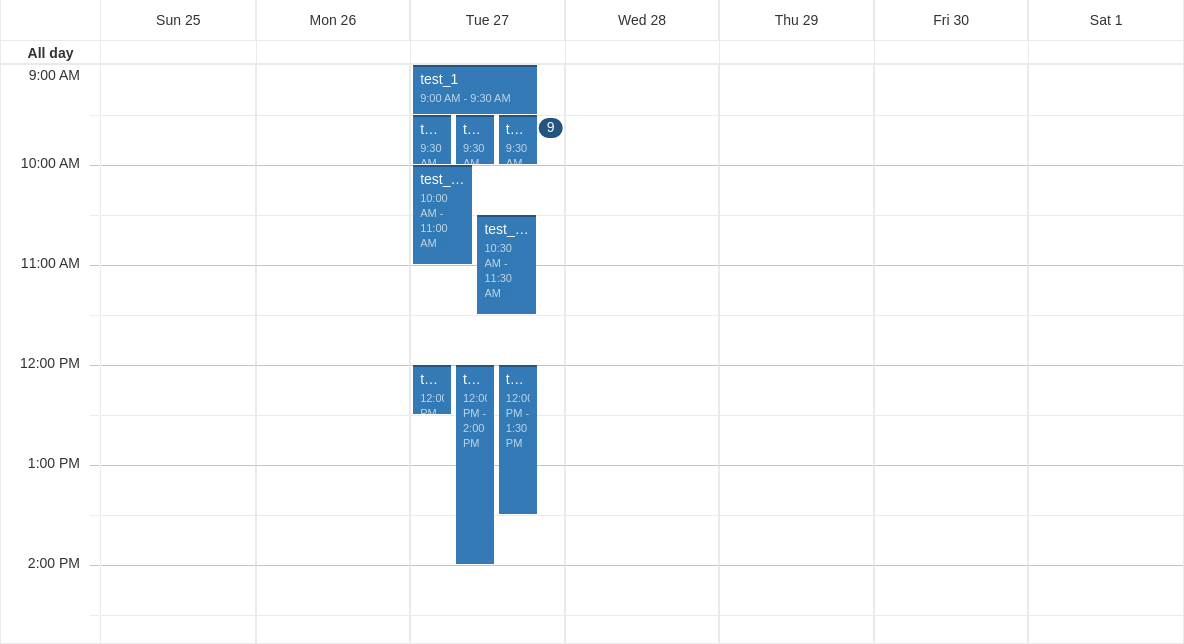 Sun 25
Mon 26
Tue 27
Wed 28
Thu 29
Fri 30
Sat 1
All day
9:00 AM
test_1
9:00 AM - 9:30 AM
t...
9:30
AM
t...
9:30
AM
t...
9:30
AM
9
10:00 AM
test_...
10:00
AM -
11:00
AM
test_...
10:30
AM -
11:30
AM
11:00 AM
12:00 PM
t...
12:00
PM
t...
12:00
PM -
2:00
PM
t...
12:00
PM -
1:30
PM
1:00 PM
2:00 PM